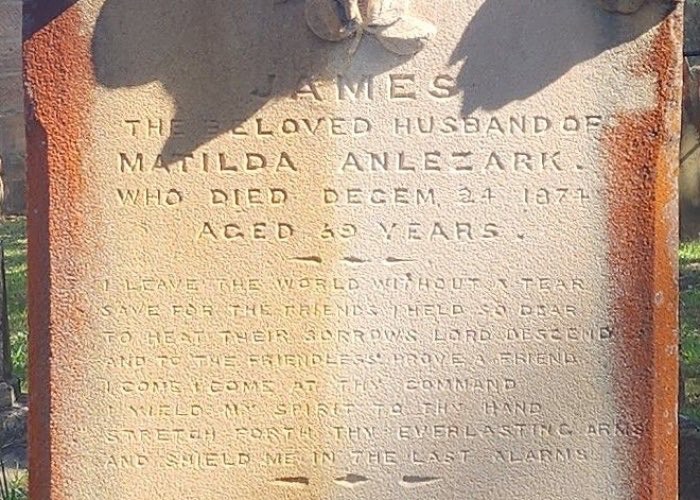 JAMES
THE BELOVED HUSBAND OF
MATILDA ANLEZARK.
WHO DIED DECEM. 24 1874
AGED 39 YEARS.
I LEAVE THE WORLD WITHOUT A TEAR
SAVE FOR THE FRIENDS I HELD SO DEAR
TO HEAT THEIR SORROWS LORD DESCEND
AND TO THE FRIENDLESS PROVE A FRIEND
I COME I COME AT THY COMMAND
I YIELD MY SPIRIT TO THY HAND
STRETCH FORTH THY EVERLASTING ARMS
AND SHIELD ME IN THE LAST ALARMS